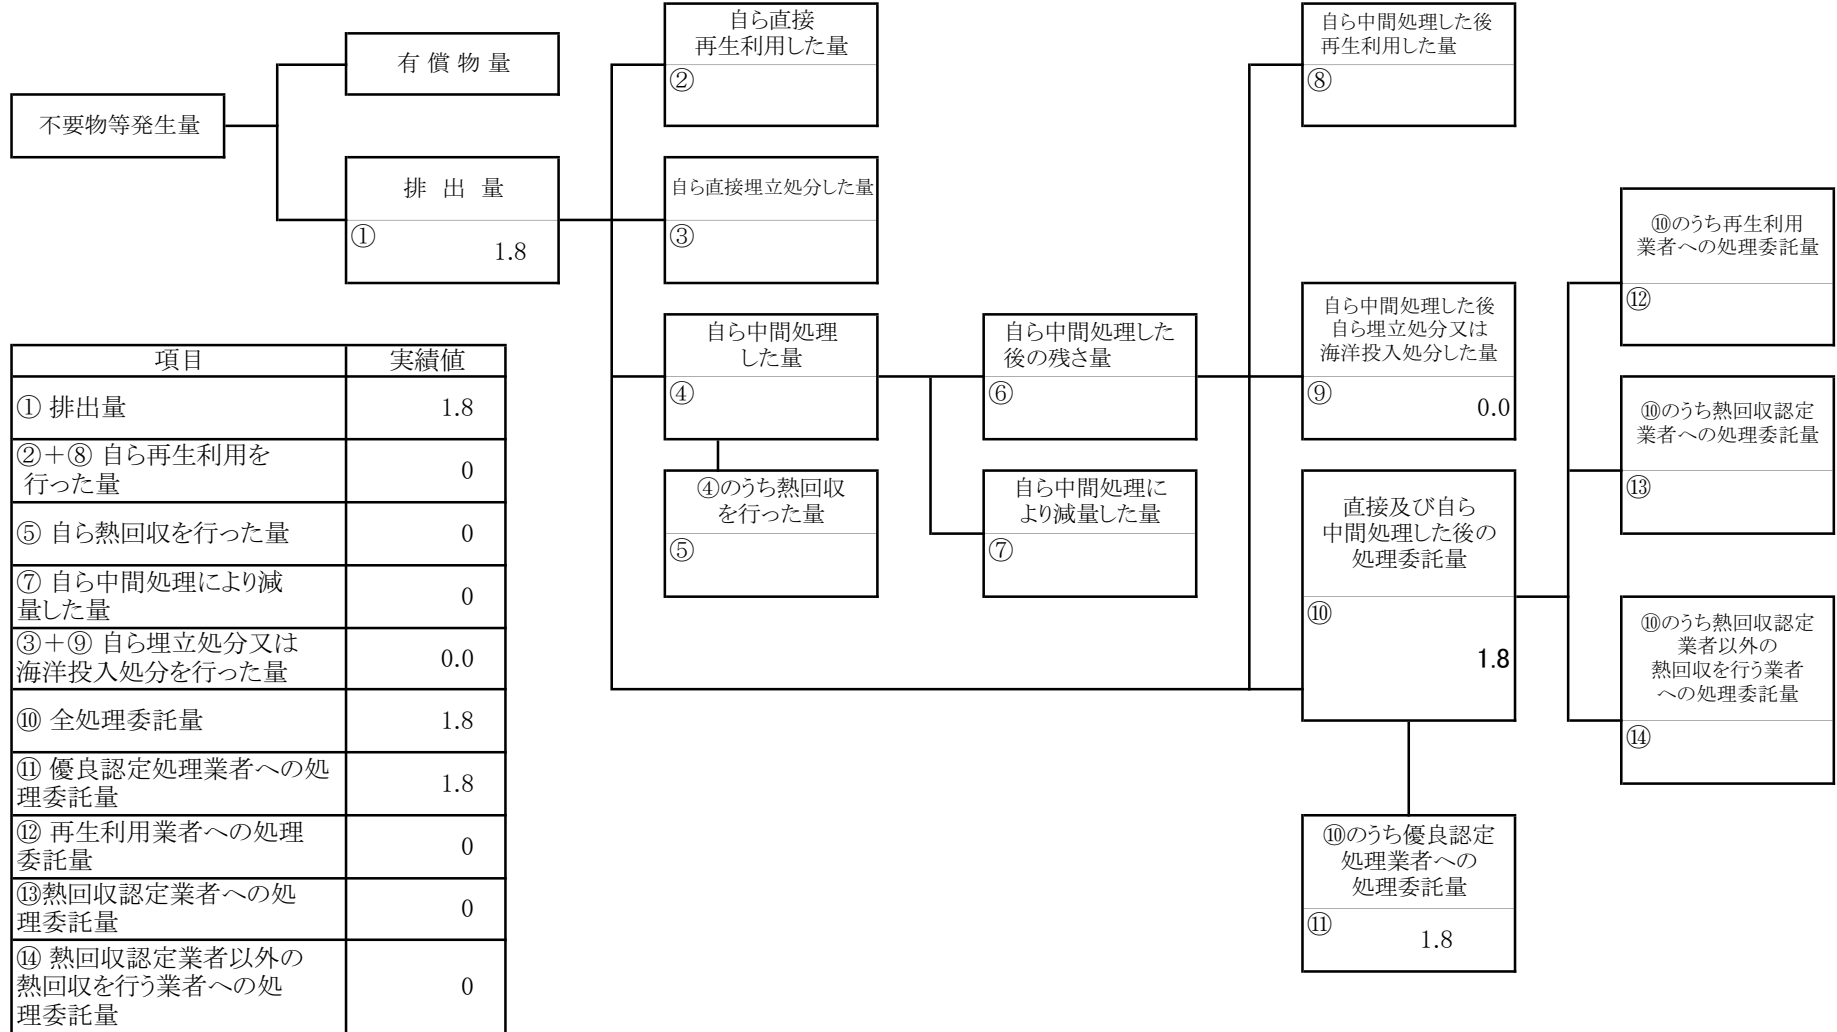 不要物等発生量
有 償 物 量
排 出 量
①
1.8
自ら直接
再生利用した量
②
自ら直接埋立処分した量
③
自ら中間処理
した量
④
④のうち熱回収
を行った量
⑤
自ら中間処理した
後の残さ量
⑥
自ら中間処理に
より減量した量
⑦
自ら中間処理した後
再生利用した量
⑧
自ら中間処理した後
自ら埋立処分又は
海洋投入処分した量
⑨
0.0
直接及び自ら
中間処理した後の
処理委託量
⑩
1.8
⑩のうち優良認定
処理業者への
処理委託量
⑪
1.8
⑩のうち再生利用
業者への処理委託量
⑫
⑩のうち熱回収認定
業者への処理委託量
⑬
⑩のうち熱回収認定
業者以外の
熱回収を行う業者
への処理委託量
⑭
項目 実績値
① 排出量 1.8
②+⑧ 自ら再生利用を
行った量 0
⑤ 自ら熱回収を行った量 0
⑦ 自ら中間処理により減
量した量 0
③+⑨ 自ら埋立処分又は
海洋投入処分を行った量 0.0
⑩ 全処理委託量 1.8
⑪ 優良認定処理業者への処
理委託量 1.8
⑫ 再生利用業者への処理
委託量 0
⑬熱回収認定業者への処
理委託量 0
⑭ 熱回収認定業者以外の
熱回収を行う業者への処
理委託量 0